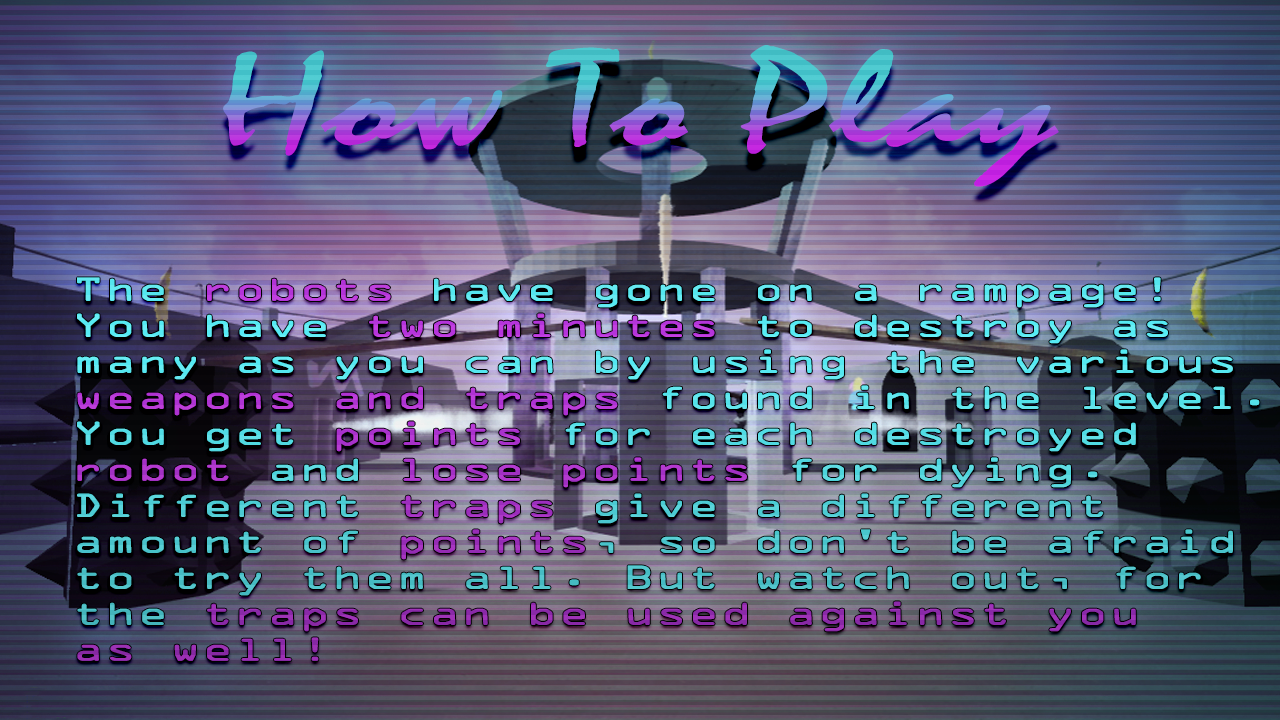 How To Play
The robots have gone on a rampage!
You have two minutes to destroy as
many as you can by using the various
weapons and traps found in the level.
You get points for each destroyed
robot and lose points for dying.
Different traps give a different
amount of points, so don't be afraid
to try them all. But watch out, for
the traps can be used against you
as well!